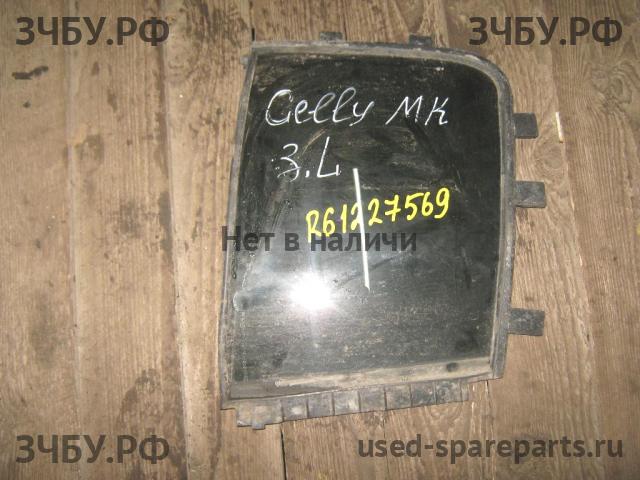 ЗЧБУ.РФ ЗЧБУ.РФ
Gelly MK
3.L
R61227569
Нет в наличи
ЗЧБУ.РФ used-spareparts.ru